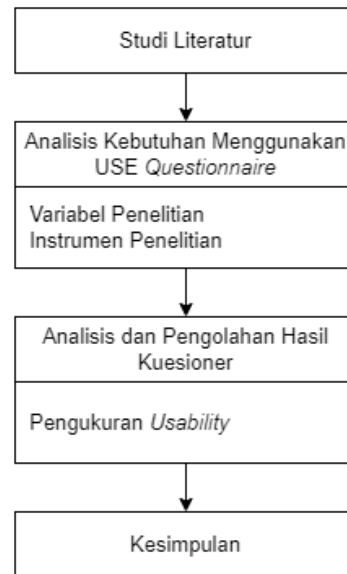 Studi Literatur
Analisis Kebutuhan Menggunakan
USE Questionnaire
Variabel Penelitian
Instrumen Penelitian
Analisis dan Pengolahan Hasil
Kuesioner
Pengukuran Usability
Kesimpulan